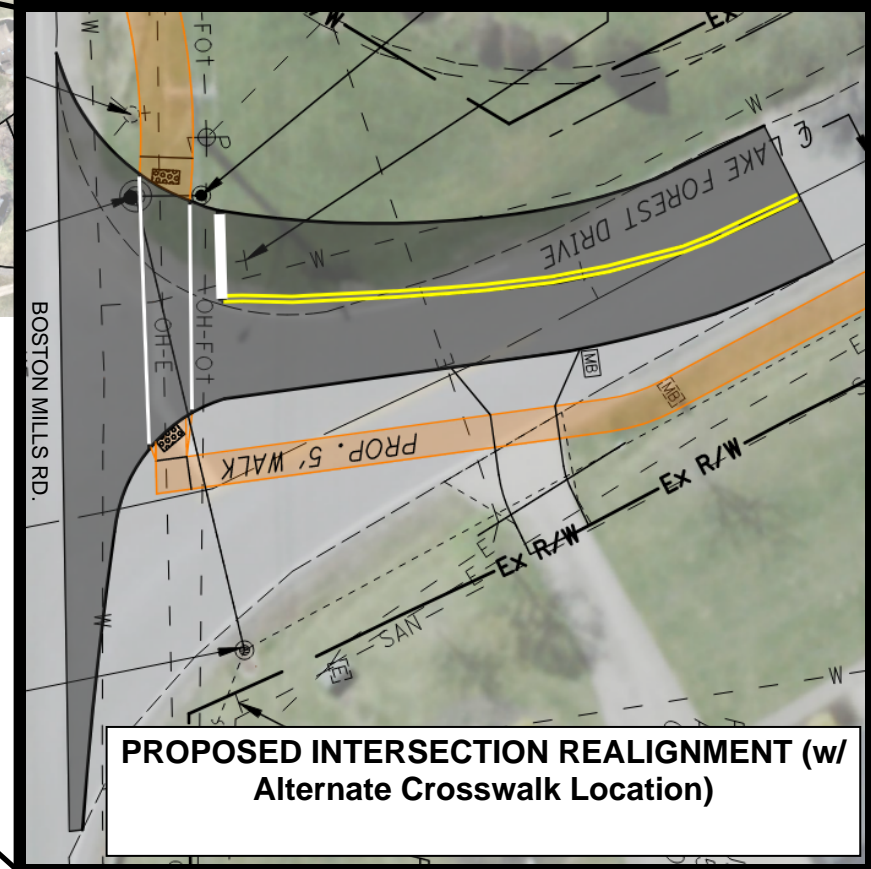 W
FOT
P
W
Ex
W
℄ LAKE FOREST DRIVE
W
OH-E
OH-FOT
BOSTON MILLS RD.
MB
MB
E
E
PROP. 5' WALK
Ex R/W
Ex R/W
E
E
SAN
E
W
W
PROPOSED INTERSECTION REALIGNMENT (w/
Alternate Crosswalk Location)